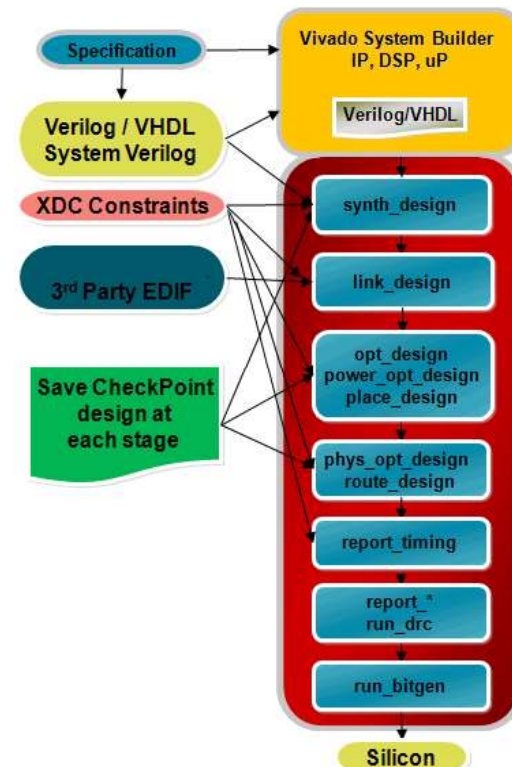 Specification
Vivado System Builder
IP, DSP, uP
Verilog/VHDL
Verilog / VHDL
System Verilog
XDC Constraints
synth_design
3rd Party EDIF
link_design
opt_design
power_opt_design
place_design
Save CheckPoint
design at
each stage
phys_opt_design
route_design
report_timing
report_*
run_drc
run_bitgen
Silicon